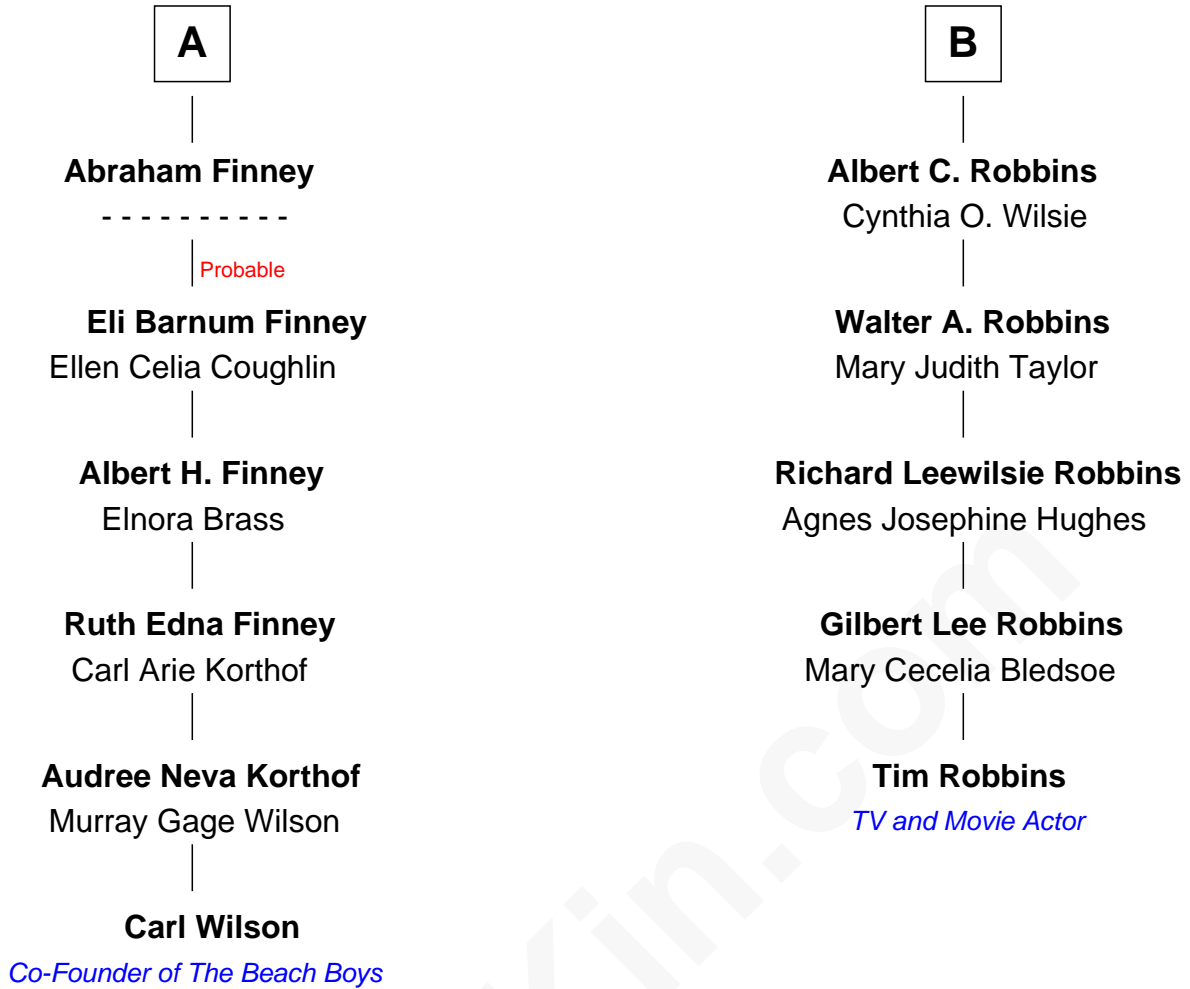 A
Abraham Finney
- - - - - - - - - -
Probable
Eli Barnum Finney
Ellen Celia Coughlin
Albert H. Finney
Elnora Brass
Ruth Edna Finney
Carl Arie Korthof
Audree Neva Korthof
Murray Gage Wilson
Carl Wilson
Co-Founder of The Beach Boys
B
Albert C. Robbins
Cynthia O. Wilsie
Walter A. Robbins
Mary Judith Taylor
Richard Leewilsie Robbins
Agnes Josephine Hughes
Gilbert Lee Robbins
Mary Cecelia Bledsoe
Tim Robbins
TV and Movie Actor
Kin.com